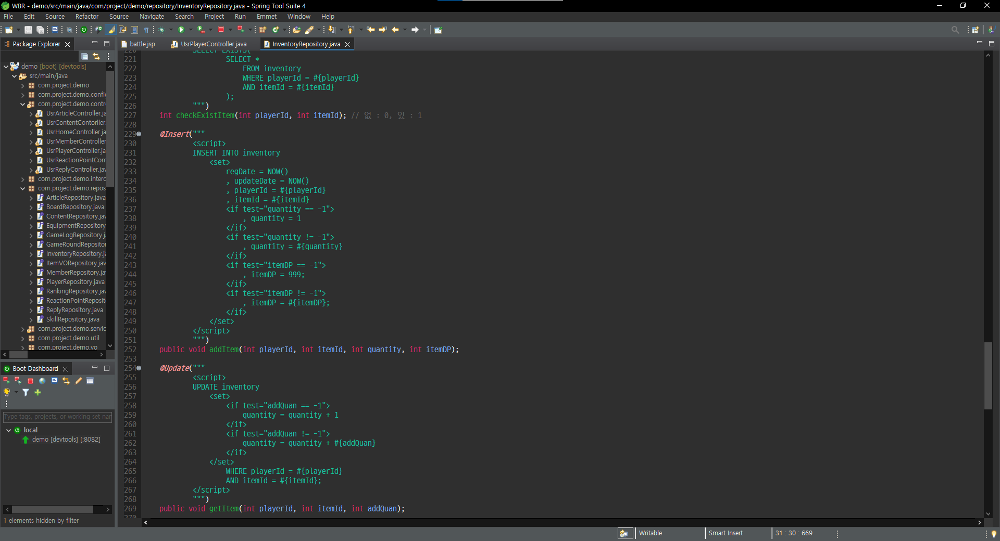 WBR - demo/src/main/java/com/project/demo/repository/InventoryRepository.java - Spring Tool Suite 4
File Edit Source Refactor Source Navigate Search Project Run Emmet Window Help
Package Explorer
battle.jsp UsrPlayerController.java InventoryRepository.java
demo [boot] [devtools]
src/main/java
com.project.demo
com.project.demo.config
com.project.demo.contr
UsrArticleController.ja
UsrContentContorller
UsrHomeController.ja
UsrMemberController
UsrPlayerController.ja
UsrReactionPointCon
UsrReplyController.jav
com.project.demo.interc
com.project.demo.repos
ArticleRepository.java
BoardRepository.java
ContentRepository.jav
EquipmentRepository
GameLogRepository.j
GameRoundRepositor
InventoryRepository.ja
ItemVORepository.jav
MemberRepository.ja
PlayerRepository.java
RankingRepository.jav
ReactionPointReposit
ReplyRepository.java
SkillRepository.java
com.project.demo.servic
com.project.demo.util
com.project.demo.vo
Boot Dashboard
Type tags, projects, or working set nar
local
demo [devtools] [:8082]
1 elements hidden by filter
220 SELECT EXISTS(
221 SELECT *
222 FROM inventory
223 WHERE playerId = #{playerId}
224 AND itemId = #{itemId}
225 );
226 """)
227 int checkExistItem(int playerId, int itemId); // 없 : 0, 있 : 1
228
229 @Insert("""
230 <script>
231 INSERT INTO inventory
232 <set>
233 regDate = NOW()
234 , updateDate = NOW()
235 , playerId = #{playerId}
236 , itemId = #{itemId}
237 <if test="quantity == -1">
238 , quantity = 1
239 </if>
240 <if test="quantity != -1">
241 , quantity = #{quantity}
242 </if>
243 <if test="itemDP == -1">
244 , itemDP = 999;
245 </if>
246 <if test="itemDP != -1">
247 , itemDP = #{itemDP};
248 </if>
249 </set>
250 </script>
251 """)
252 public void addItem(int playerId, int itemId, int quantity, int itemDP);
253
254 @Update("""
255 <script>
256 UPDATE inventory
257 <set>
258 <if test="addQuan == -1">
259 quantity = quantity + 1
260 </if>
261 <if test="addQuan != -1">
262 quantity = quantity + #{addQuan}
263 </if>
264 </set>
265 WHERE playerId = #{playerId}
266 AND itemId = #{itemId};
267 </script>
268 """)
269 public void getItem(int playerId, int itemId, int addQuan);
270
Writable Smart Insert 31 : 30 : 669